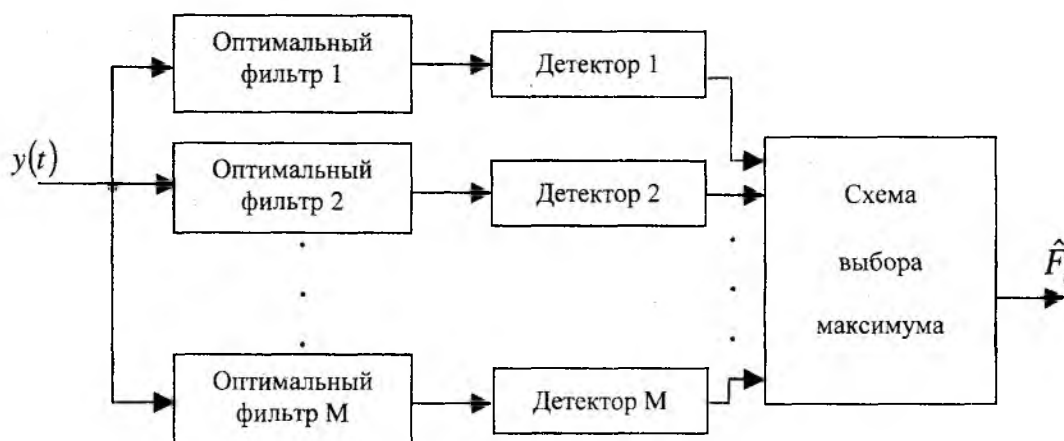 Оптимальный
фильтр 1
Детектор 1
y(t)
Оптимальный
фильтр 2
Детектор 2
Схема
выбора
максимума
F̂
Оптимальный
фильтр M
Детектор M